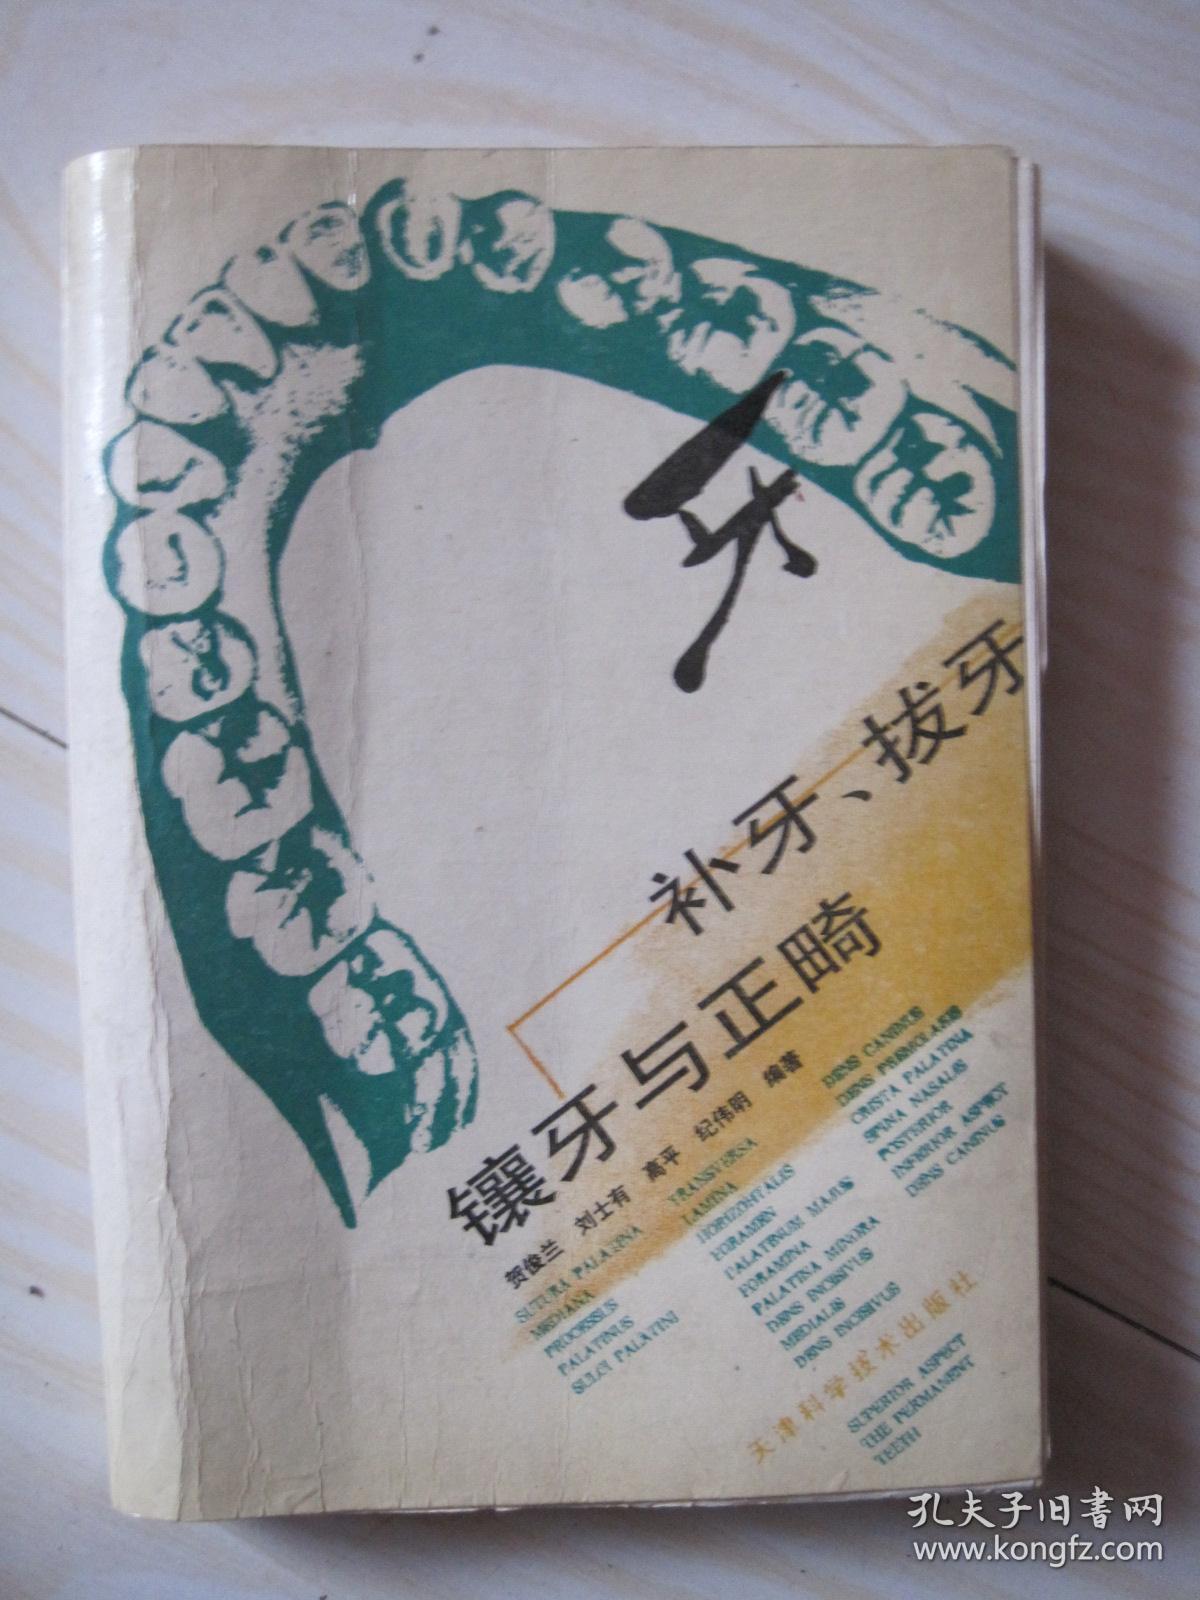 牙
补牙、拔牙
镶牙与正畸
贺俊兰 刘士有 高平 纪伟明 编著
SUTURA PALATINA
MEDIANA
PROCESSUS
PALATINUS
SULCI PALATINI
TRANSVERSA
LAMINA
HORIZONTALIS
FORAMEN
PALATINUM MAJUS
FORAMINA
PALATINA MINORA
DENS INCISIVUS
MEDIALIS
DENS INCISIVUS
DENS CANINUS
DENS PREMOLARIS
CRISTA PALATINA
SPINA NASALIS
POSTERIOR
INFERIOR ASPECT
DENS CANINUS
SUPERIOR ASPECT
THE PERMANENT
TEETH
天津科学技术出版社
孔夫子旧书网
www.kongfz.com